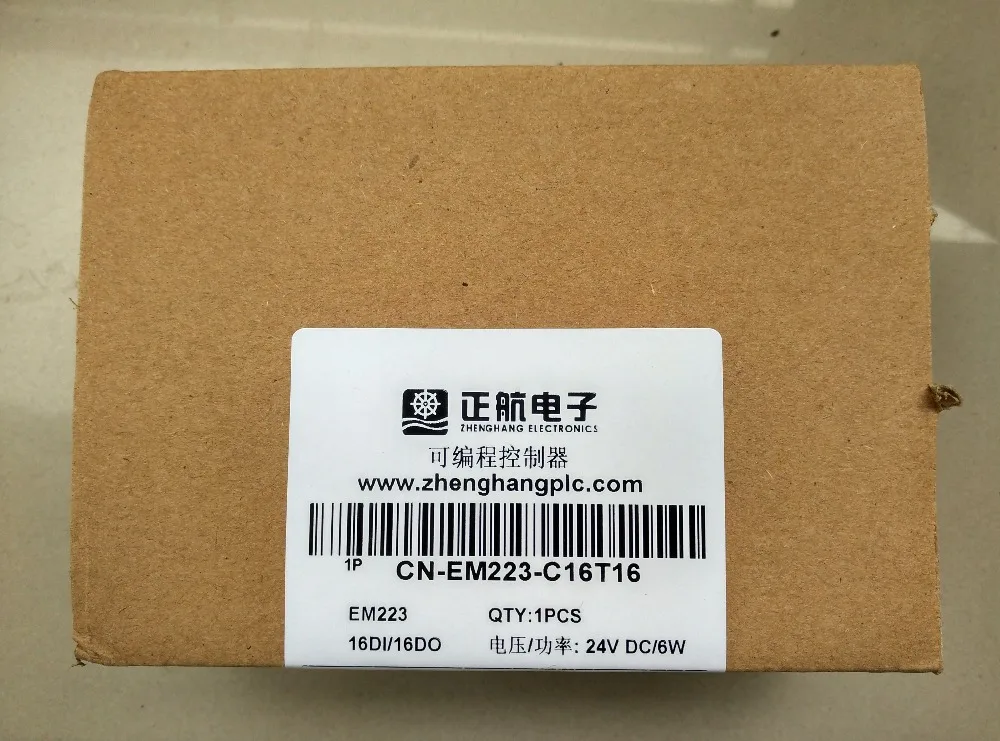 正航电子
ZHENGHANG ELECTRONICS
可编程控制器
www.zhenghangplc.com
1P CN-EM223-C16T16
EM223 QTY:1PCS
16DI/16DO 电压/功率: 24V DC/6W